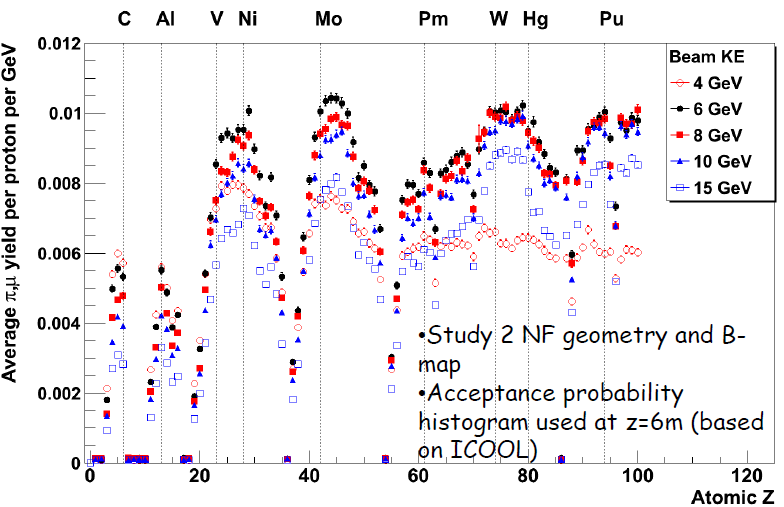 C Al V Ni Mo Pm W Hg Pu
Average π,μ yield per proton per GeV
0.012
0.01
0.008
0.006
0.004
0.002
0
0 20 40 60 80 100 120
Atomic Z
Beam KE
4 GeV
6 GeV
8 GeV
10 GeV
15 GeV
•Study 2 NF geometry and B-
map
•Acceptance probability
histogram used at z=6m (based
on ICOOL)